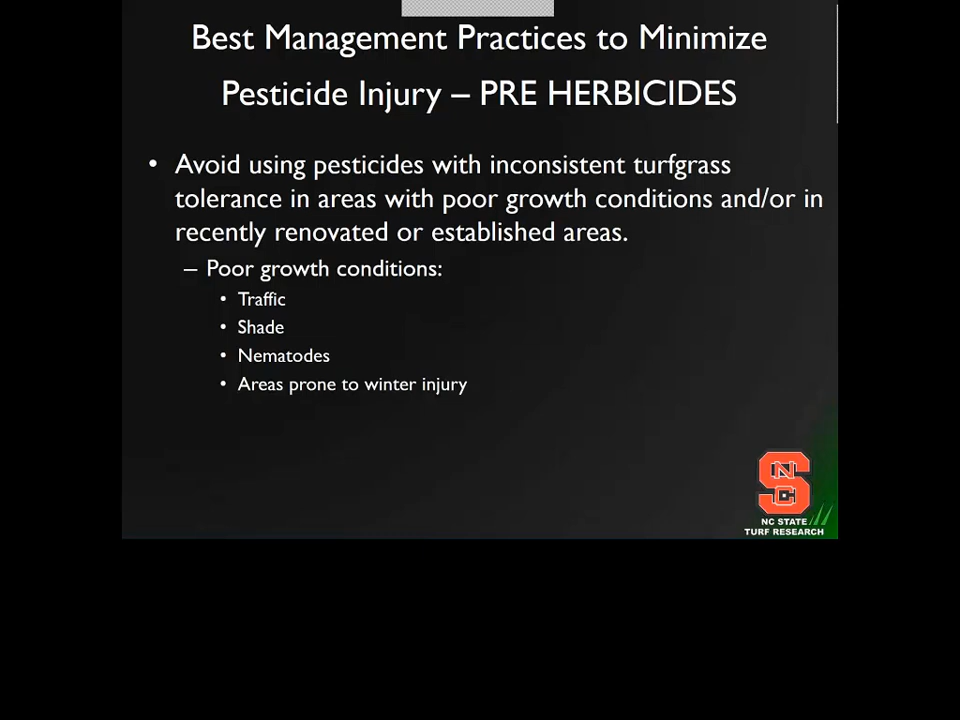 Best Management Practices to Minimize
Pesticide Injury – PRE HERBICIDES
• Avoid using pesticides with inconsistent turfgrass
tolerance in areas with poor growth conditions and/or in
recently renovated or established areas.
– Poor growth conditions:
• Traffic
• Shade
• Nematodes
• Areas prone to winter injury
NC
S
NC STATE
TURF RESEARCH